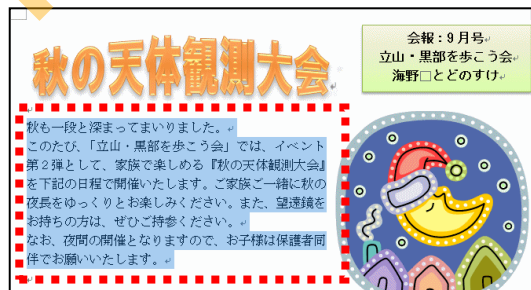 秋の天体観測大会
会報：9月号
立山・黒部を歩こう会
海野□とどのすけ
秋も一段と深まってまいりました。
このたび、「立山・黒部を歩こう会」では、イベント
第２弾として、家族で楽しめる『秋の天体観測大会』
を下記の日程で開催いたします。ご家族ご一緒に秋の
夜長をゆっくりとお楽しみください。また、望遠鏡を
お持ちの方は、ぜひご持参ください。
なお、夜間の開催となりますので、お子様は保護者同
伴でお願いいたします。